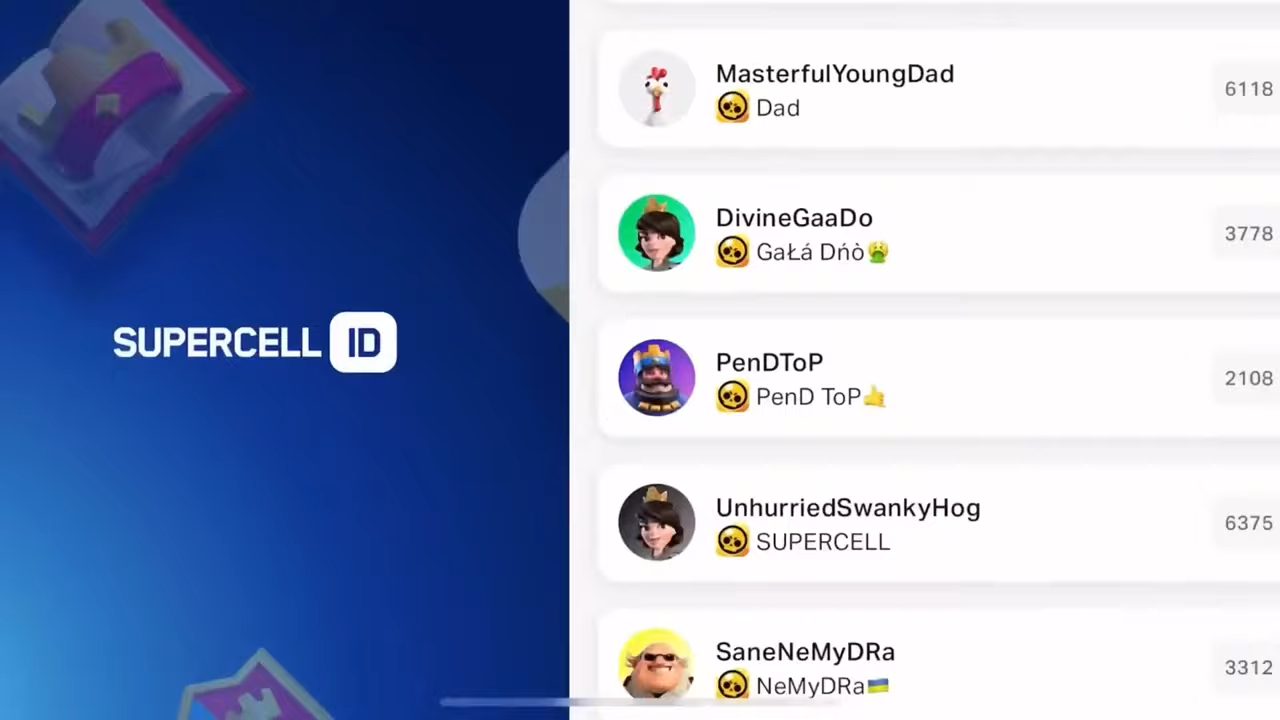 SUPERCELL ID
MasterfulYoungDad
Dad
6118
DivineGaaDo
GaŁá Dńò🤮
3778
PenDToP
PenD ToP🤙
2108
UnhurriedSwankyHog
SUPERCELL
6375
SaneNeMyDRa
NeMyDRa🇺🇦
3312